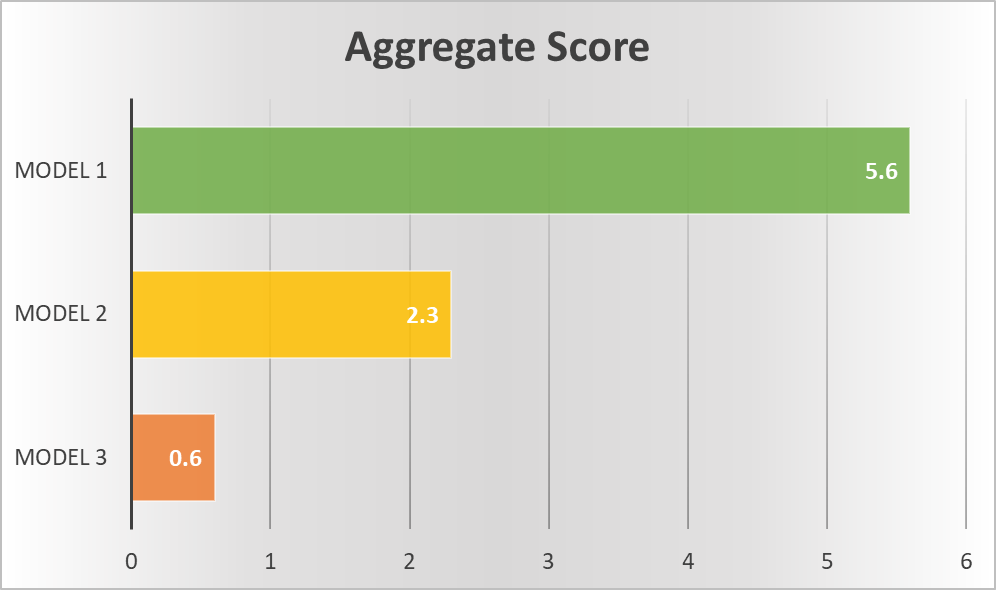 Aggregate Score
MODEL 1
5.6
MODEL 2
2.3
MODEL 3
0.6
0 1 2 3 4 5 6